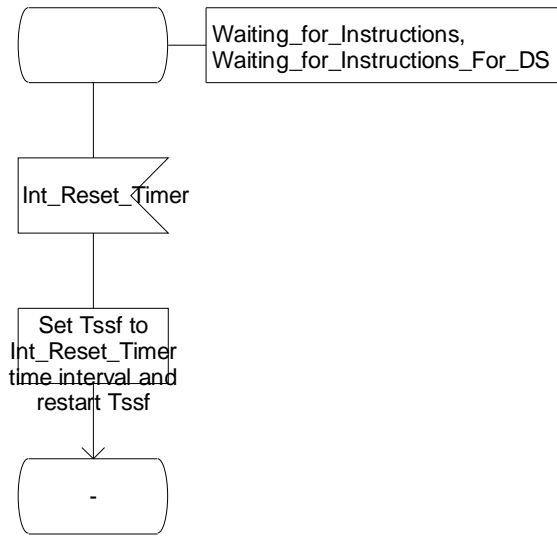 Waiting_for_Instructions,
Waiting_for_Instructions_For_DS
Int_Reset_Timer
Set Tssf to
Int_Reset_Timer
time interval and
restart Tssf
-